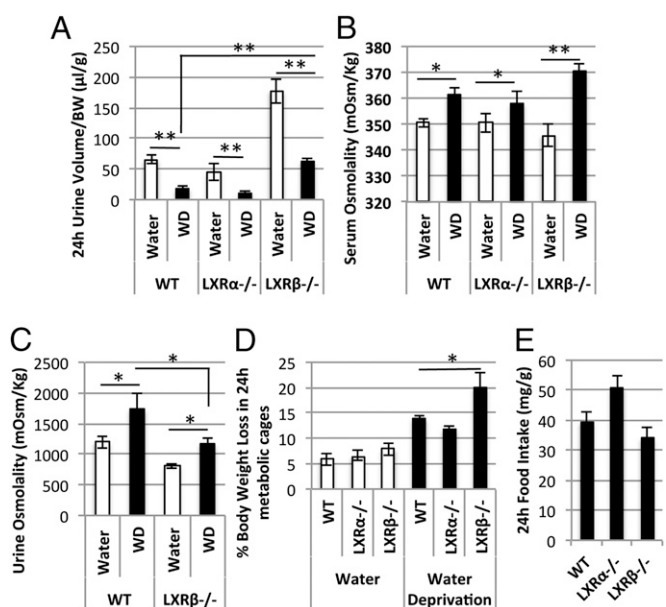 A
24h Urine Volume/BW (μl/g)
250
200
150
100
50
0
**
**
**
**
Water
WD
Water
WD
Water
WD
WT
LXRα-/-
LXRβ-/-
B
Serum Osmolality (mOsm/Kg)
380
370
360
350
340
330
320
*
*
**
Water
WD
Water
WD
Water
WD
WT
LXRα-/-
LXRβ-/-
C
Urine Osmolality (mOsm/Kg)
2500
2000
1500
1000
500
0
*
*
*
Water
WD
Water
WD
WT
LXRβ-/-
D
% Body Weight Loss in 24h
metabolic cages
25
20
15
10
5
0
*
WT
LXRα-/-
LXRβ-/-
WT
LXRα-/-
LXRβ-/-
Water
Water
Deprivation
E
24h Food Intake (mg/g)
60
50
40
30
20
10
0
WT
LXRα-/-
LXRβ-/-